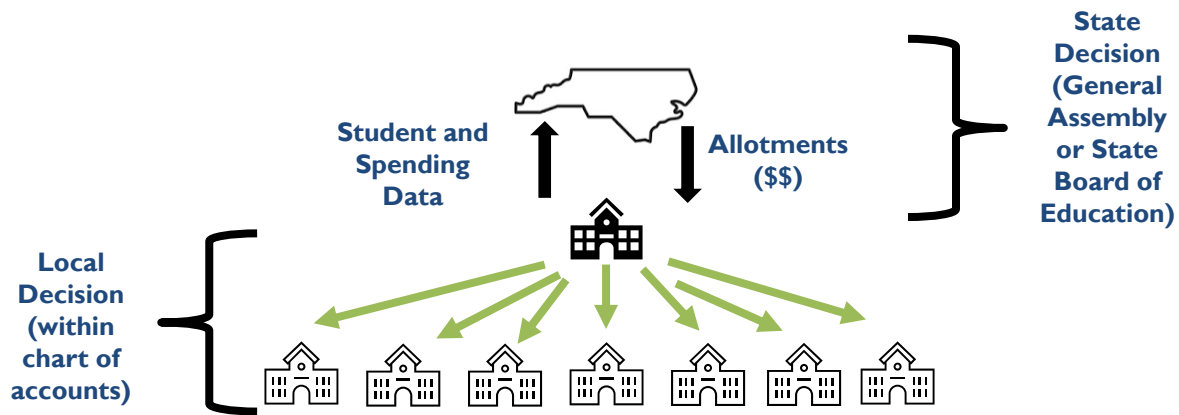 State
Decision
(General
Assembly
or State
Board of
Education)
Student and
Spending
Data
Allotments
($$)
Local
Decision
(within
chart of
accounts)